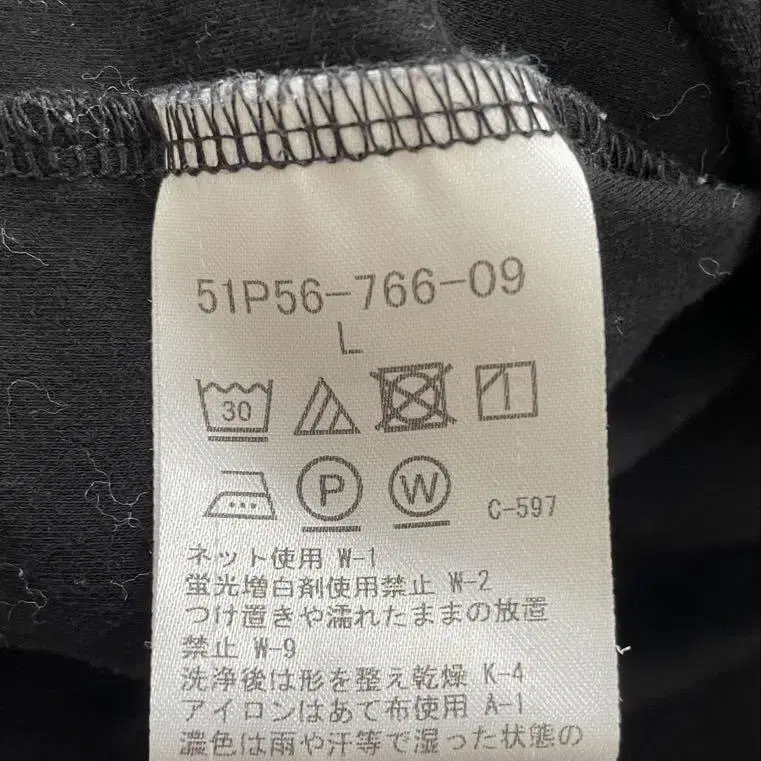 51P56-766-09
L
30
P W C-597
ネット使用 W-1
蛍光増白剤使用禁止 W-2
つけ置きや濡れたままの放置
禁止 W-9
洗浄後は形を整え乾燥 K-4
アイロンはあて布使用 A-1
濃色は雨や汗等で湿った状態の